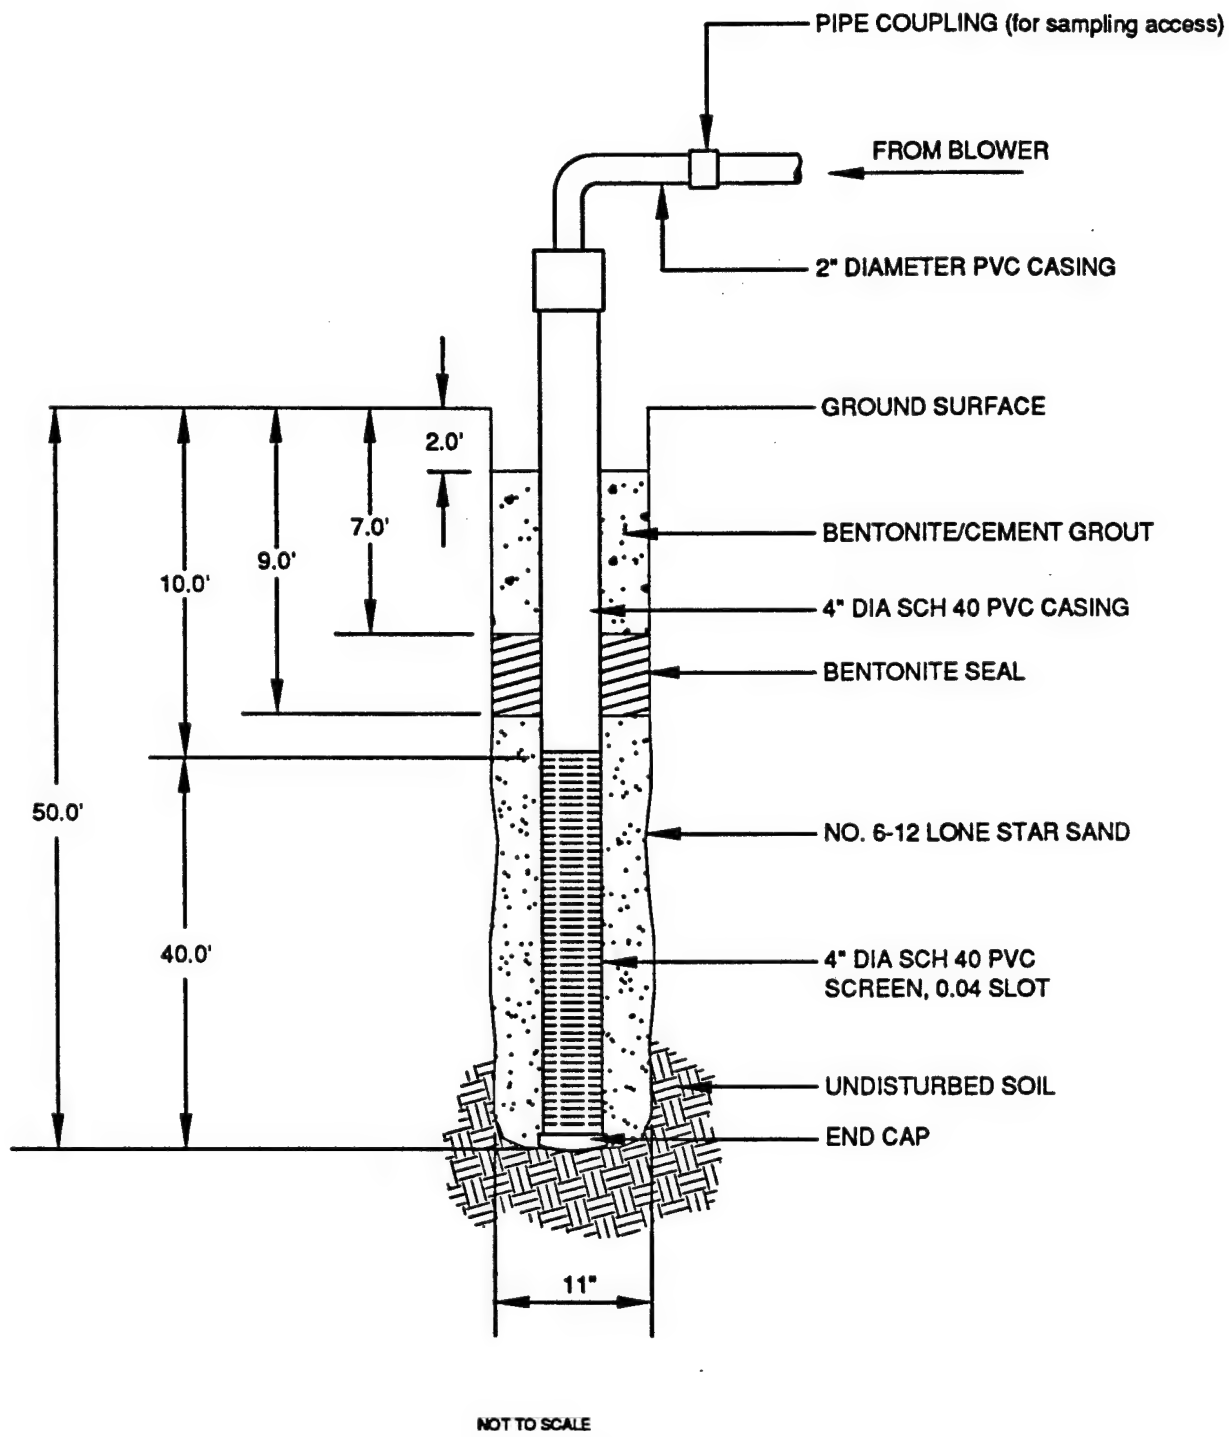 PIPE COUPLING (for sampling access)
FROM BLOWER
2" DIAMETER PVC CASING
GROUND SURFACE
2.0'
7.0'
BENTONITE/CEMENT GROUT
9.0'
10.0'
4" DIA SCH 40 PVC CASING
BENTONITE SEAL
50.0'
NO. 6-12 LONE STAR SAND
40.0'
4" DIA SCH 40 PVC
SCREEN, 0.04 SLOT
UNDISTURBED SOIL
END CAP
11"
NOT TO SCALE